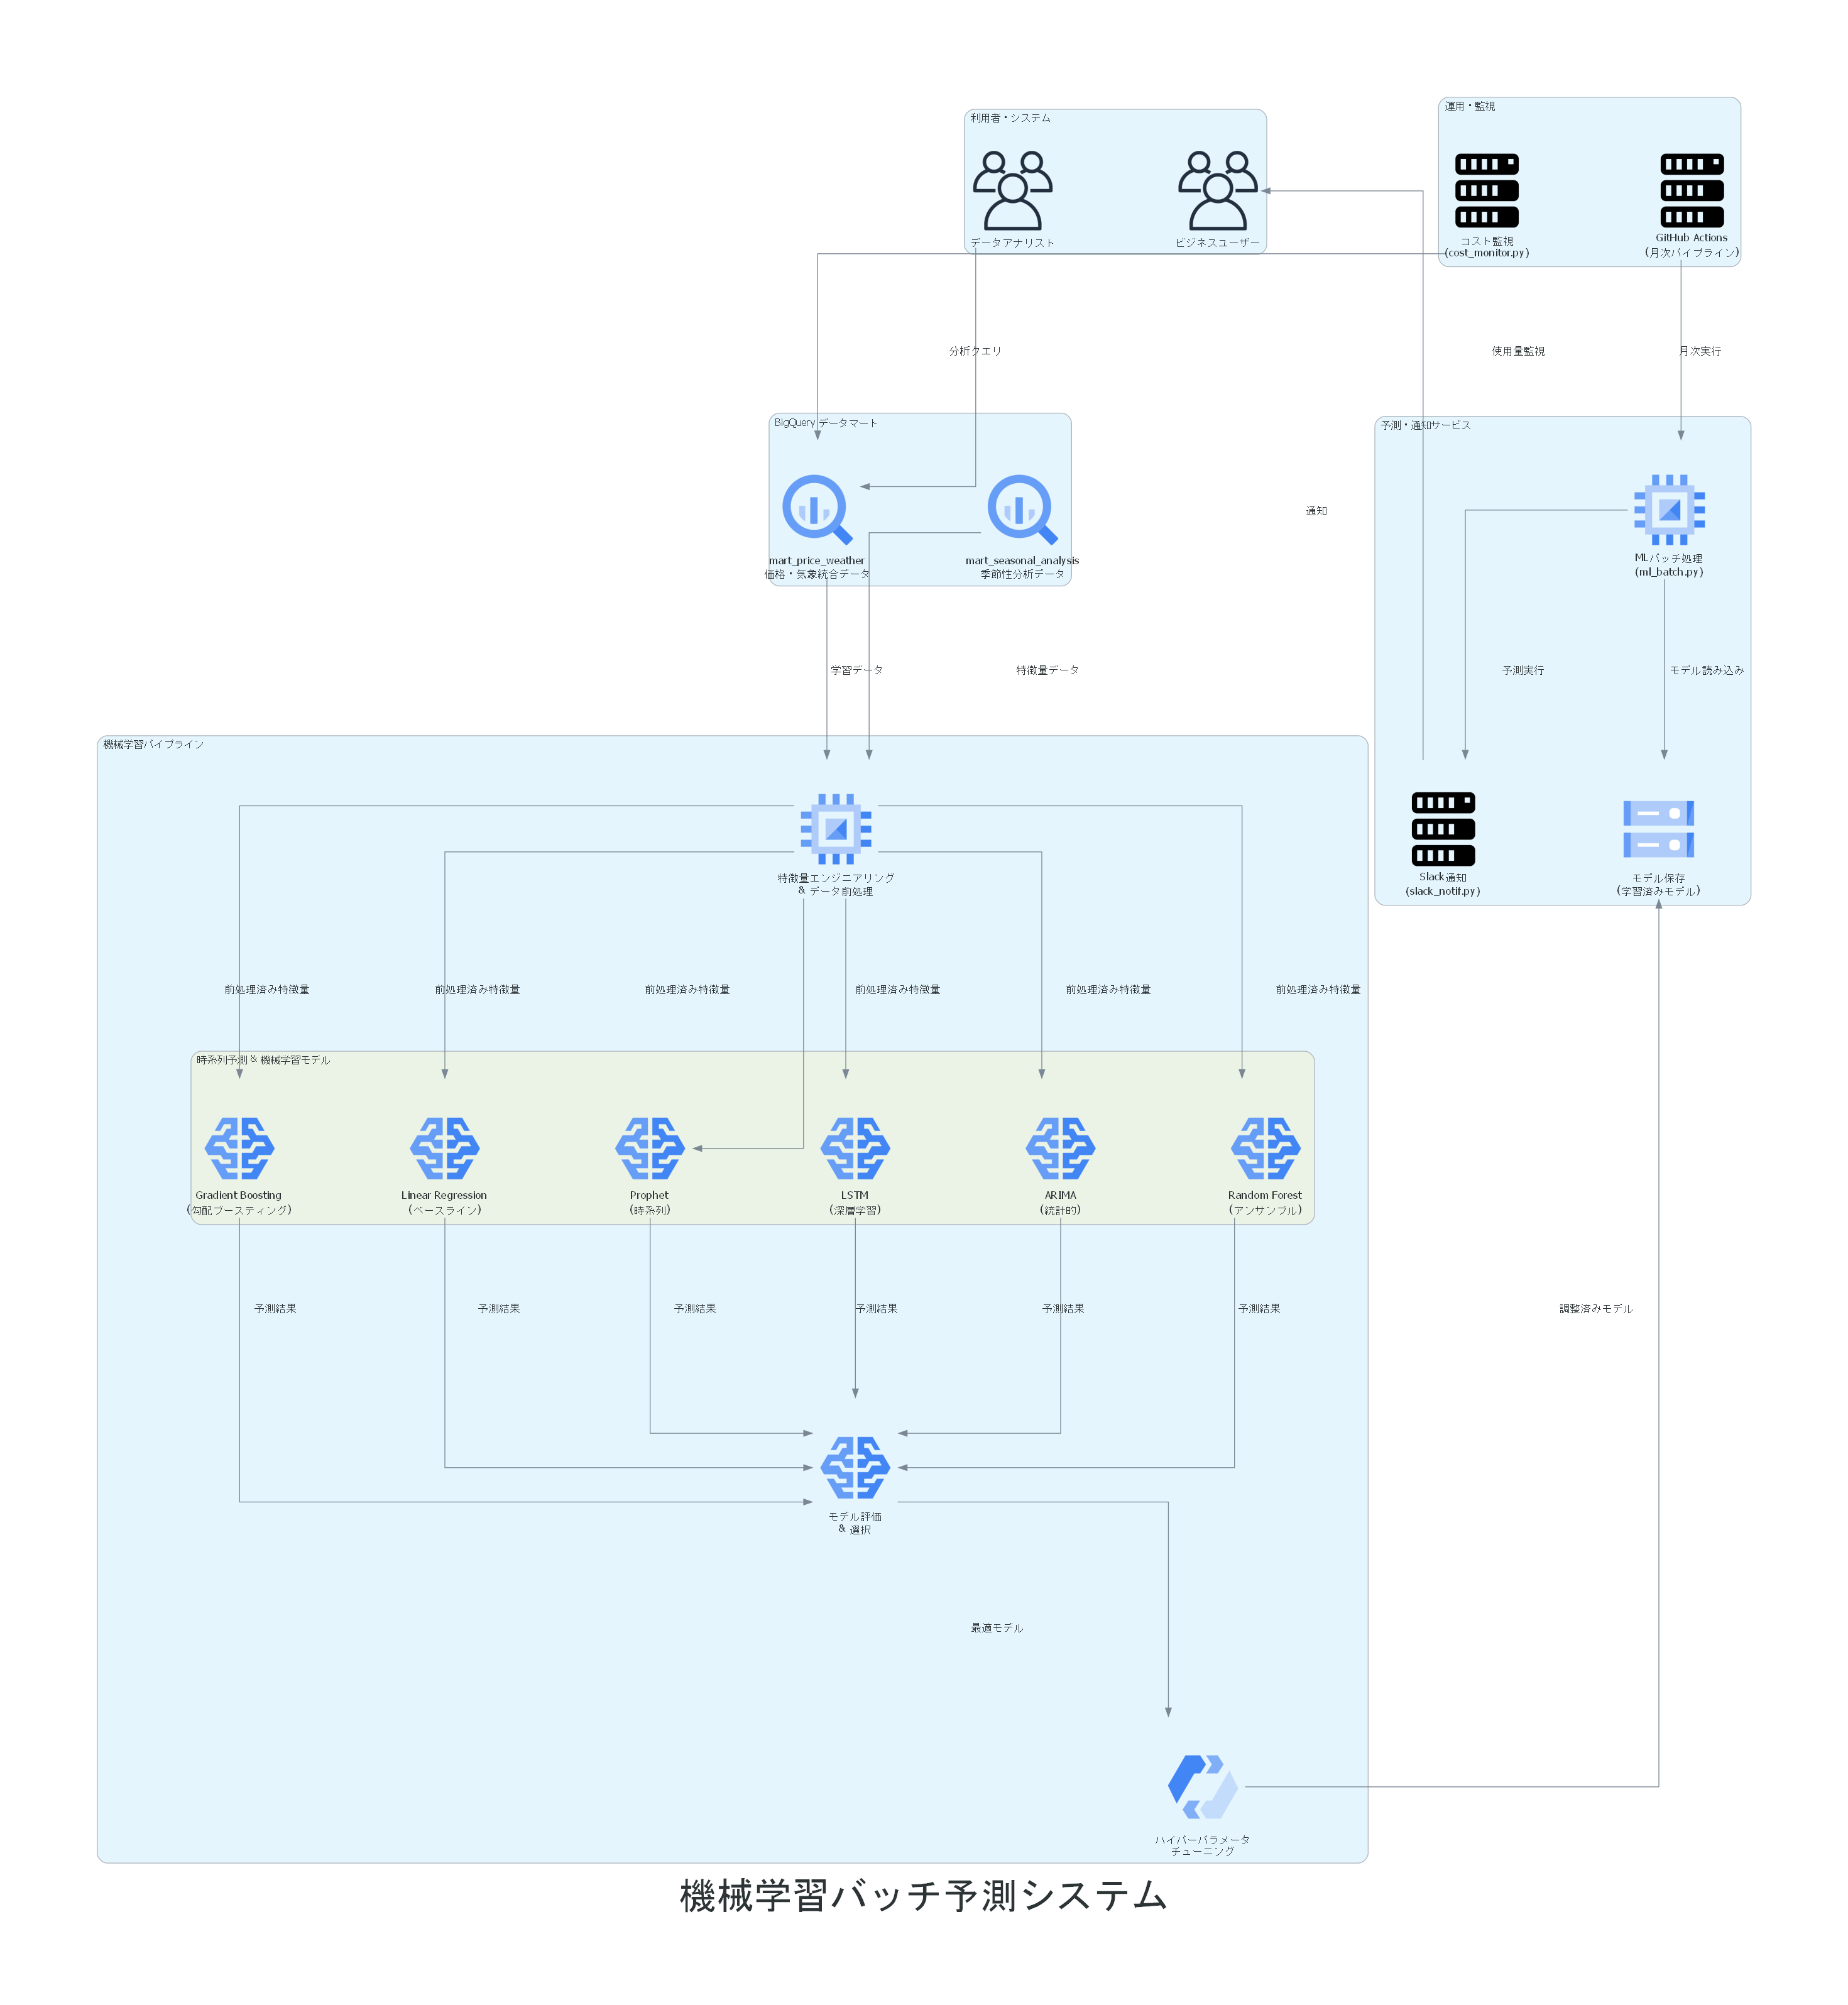 運用・監視
利用者・システム
データアナリスト
ビジネスユーザー
コスト監視
(cost_monitor.py)
GitHub Actions
(月次パイプライン)
分析クエリ
使用量監視
月次実行
BigQuery データマート
予測・通知サービス
mart_price_weather
価格・気象統合データ
mart_seasonal_analysis
季節性分析データ
通知
MLバッチ処理
(ml_batch.py)
学習データ
特徴量データ
予測実行
モデル読み込み
機械学習パイプライン
特徴量エンジニアリング
& データ前処理
Slack通知
(slack_notif.py)
モデル保存
(学習済みモデル)
前処理済み特徴量
前処理済み特徴量
前処理済み特徴量
前処理済み特徴量
前処理済み特徴量
前処理済み特徴量
時系列予測 & 機械学習モデル
Gradient Boosting
(勾配ブースティング)
Linear Regression
(ベースライン)
Prophet
(時系列)
LSTM
(深層学習)
ARIMA
(統計的)
Random Forest
(アンサンブル)
予測結果
予測結果
予測結果
予測結果
予測結果
予測結果
調整済みモデル
モデル評価
& 選択
最適モデル
ハイパーパラメータ
チューニング
機械学習バッチ予測システム